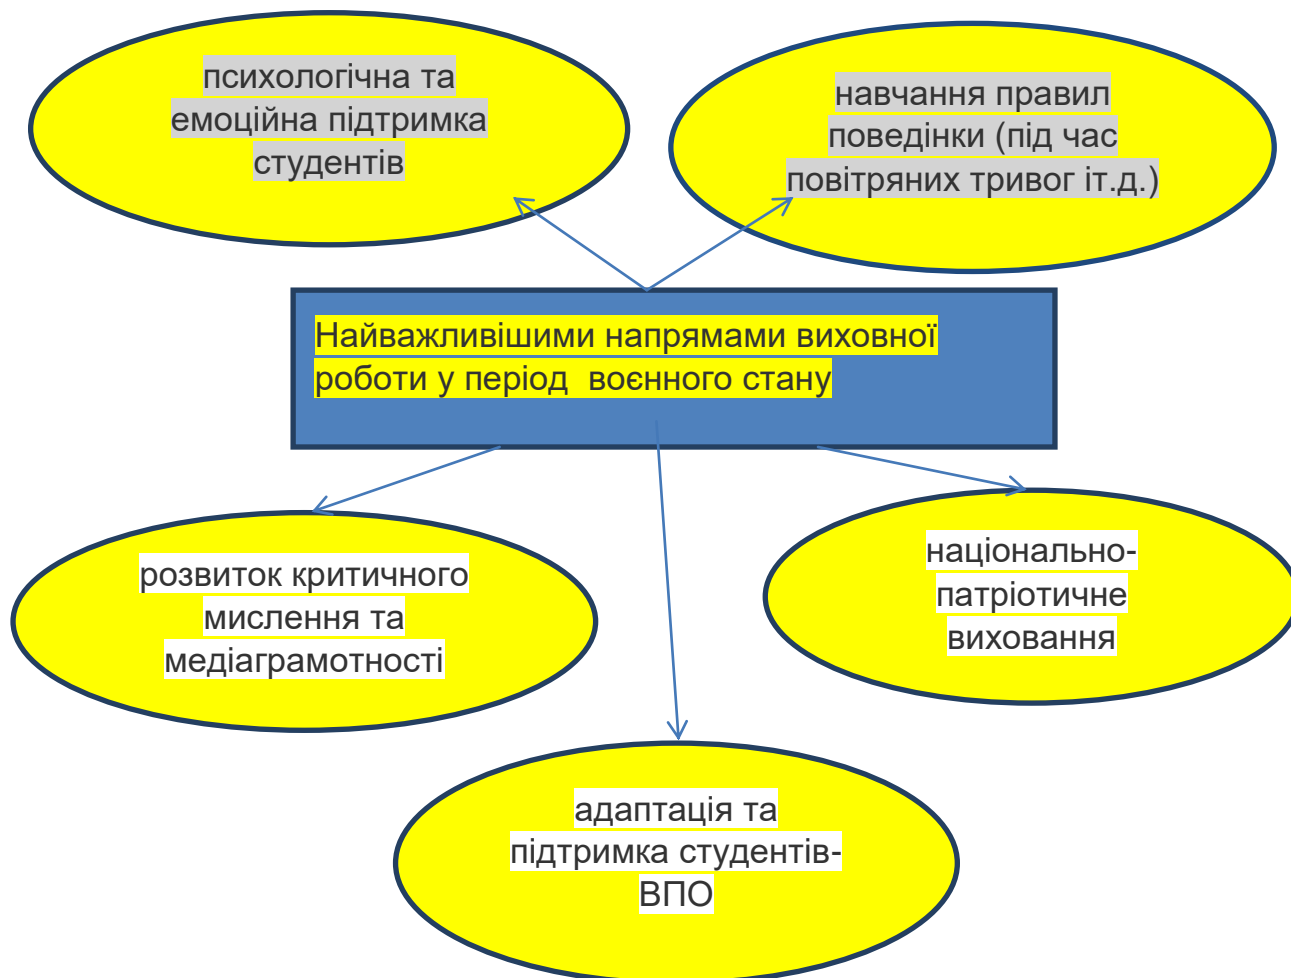 психологічна та
емоційна підтримка
студентів
навчання правил
поведінки (під час
повітряних тривог іт.д.)
Найважливішими напрямами виховної
роботи у період  воєнного стану
розвиток критичного
мислення та
медіаграмотності
національно-
патріотичне
виховання
адаптація та
підтримка студентів-
ВПО